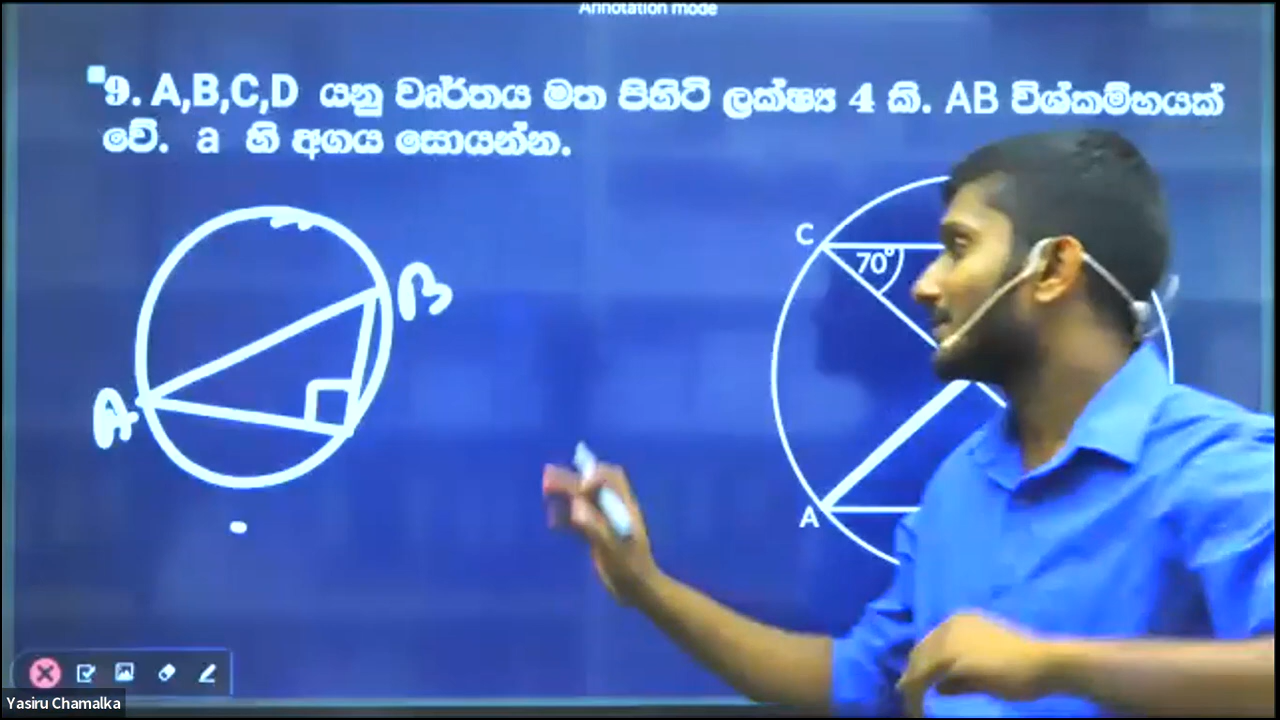 Annotation mode
9. A,B,C,D යනු වෘර්තය මත පිහිටි ලක්ෂ්‍ය 4 කි. AB විශ්කම්භයක්
වේ. a හි අගය සොයන්න.
B
A
C
70°
A
Yasiru Chamalka